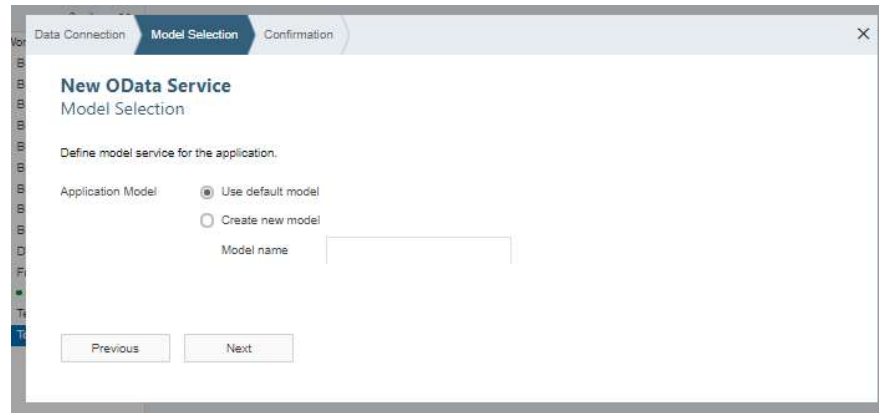 Data Connection
Model Selection
Confirmation
New OData Service
Model Selection
Define model service for the application.
Application Model
Use default model
Create new model
Model name
Previous
Next